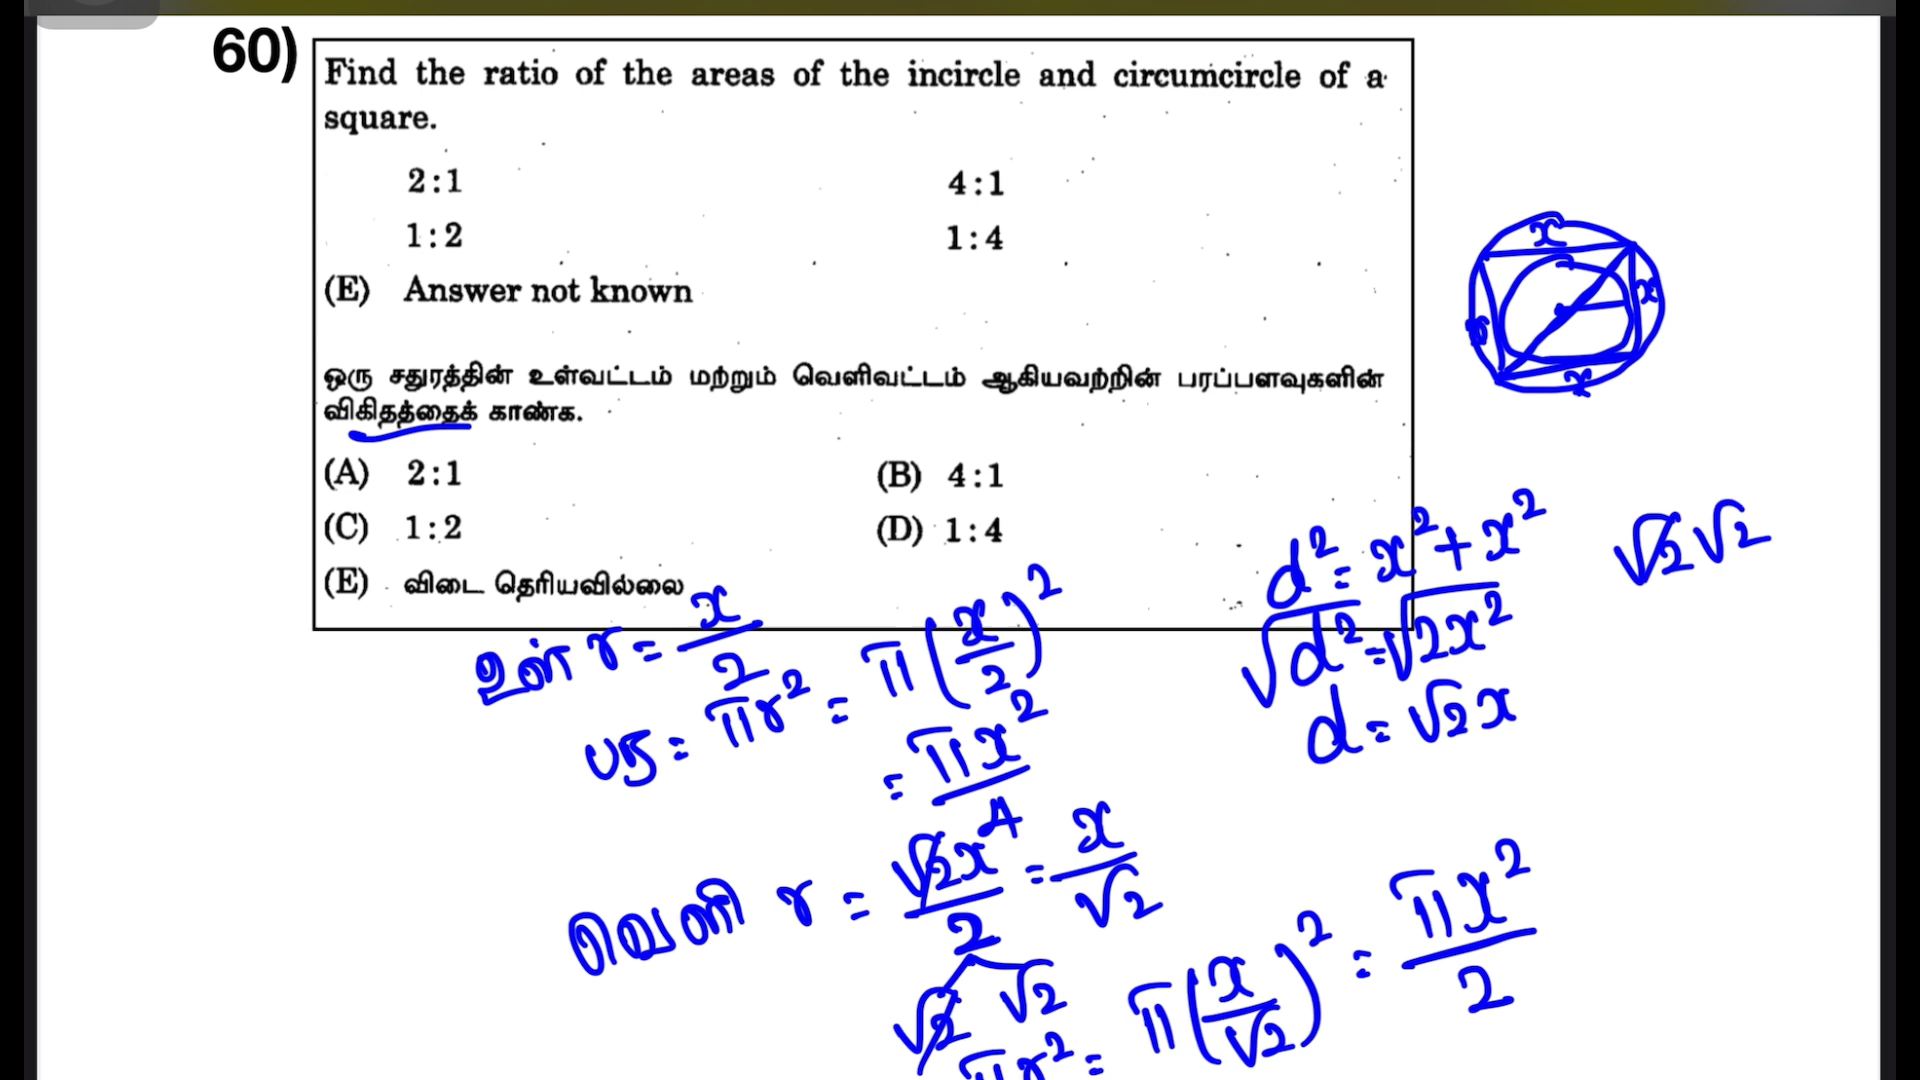 60)
Find the ratio of the areas of the incircle and circumcircle of a
square.
2:1 4:1
1:2 1:4
(E) Answer not known
ஒரு சதுரத்தின் உள்வட்டம் மற்றும் வெளிவட்டம் ஆகியவற்றின் பரப்பளவுகளின்
விகிதத்தைக் காண்க.
(A) 2:1 (B) 4:1
(C) 1:2 (D) 1:4
(E) விடை தெரியவில்லை
x
x
x
d² = x² + x² √2 √2
√d² = √2x²
d = √2x
உள் r = x/2
பர = πr² = π(x/2)²
= πx²/4
வெளி r = √2x/2 = x/√2
√2 √2
πr² = π(x/√2)² = πx²/2